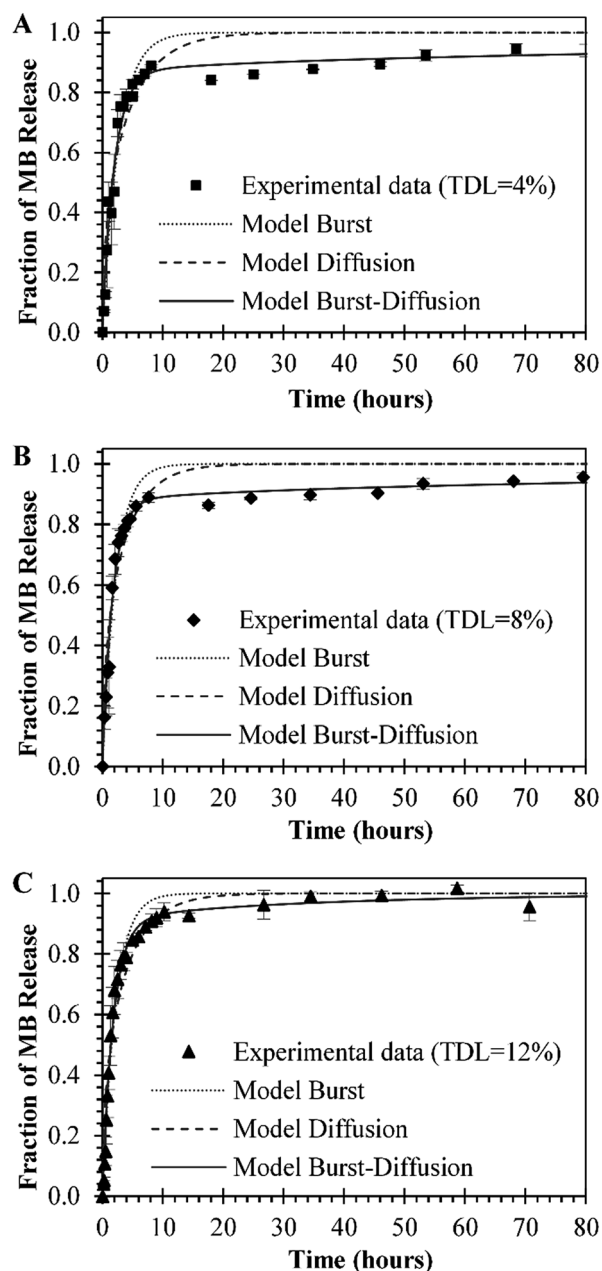 A
Fraction of MB Release
1.0
0.8
0.6
0.4
0.2
0.0
Experimental data (TDL=4%)
Model Burst
Model Diffusion
Model Burst-Diffusion
0 10 20 30 40 50 60 70 80
Time (hours)
B
Fraction of MB Release
1.0
0.8
0.6
0.4
0.2
0.0
Experimental data (TDL=8%)
Model Burst
Model Diffusion
Model Burst-Diffusion
0 10 20 30 40 50 60 70 80
Time (hours)
C
Fraction of MB Release
1.0
0.8
0.6
0.4
0.2
0.0
Experimental data (TDL=12%)
Model Burst
Model Diffusion
Model Burst-Diffusion
0 10 20 30 40 50 60 70 80
Time (hours)